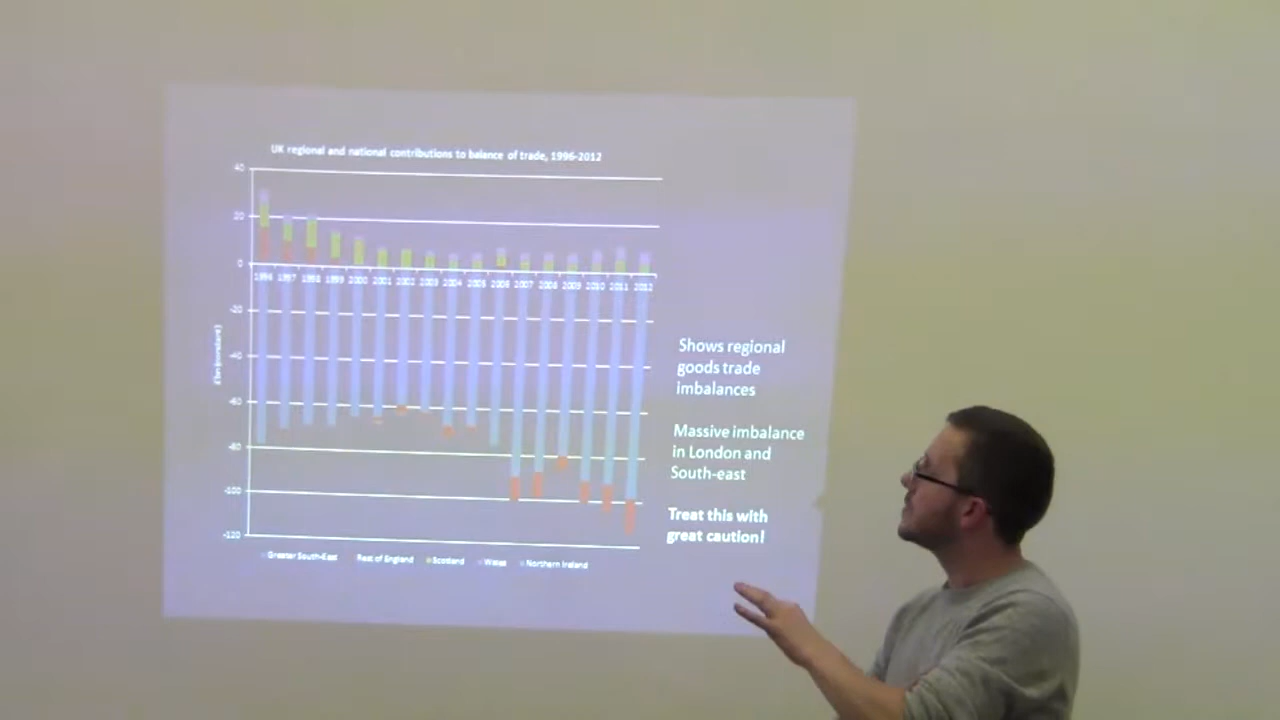 UK regional and national contributions to balance of trade, 1996-2012
40
20
0
1996 1997 1998 1999 2000 2001 2002 2003 2004 2005 2006 2007 2008 2009 2010 2011 2012
-20
-40
-60
-80
-100
-120
Greater South-East Rest of England Scotland Wales Northern Ireland
Shows regional
goods trade
imbalances
Massive imbalance
in London and
South-east
Treat this with
great caution!